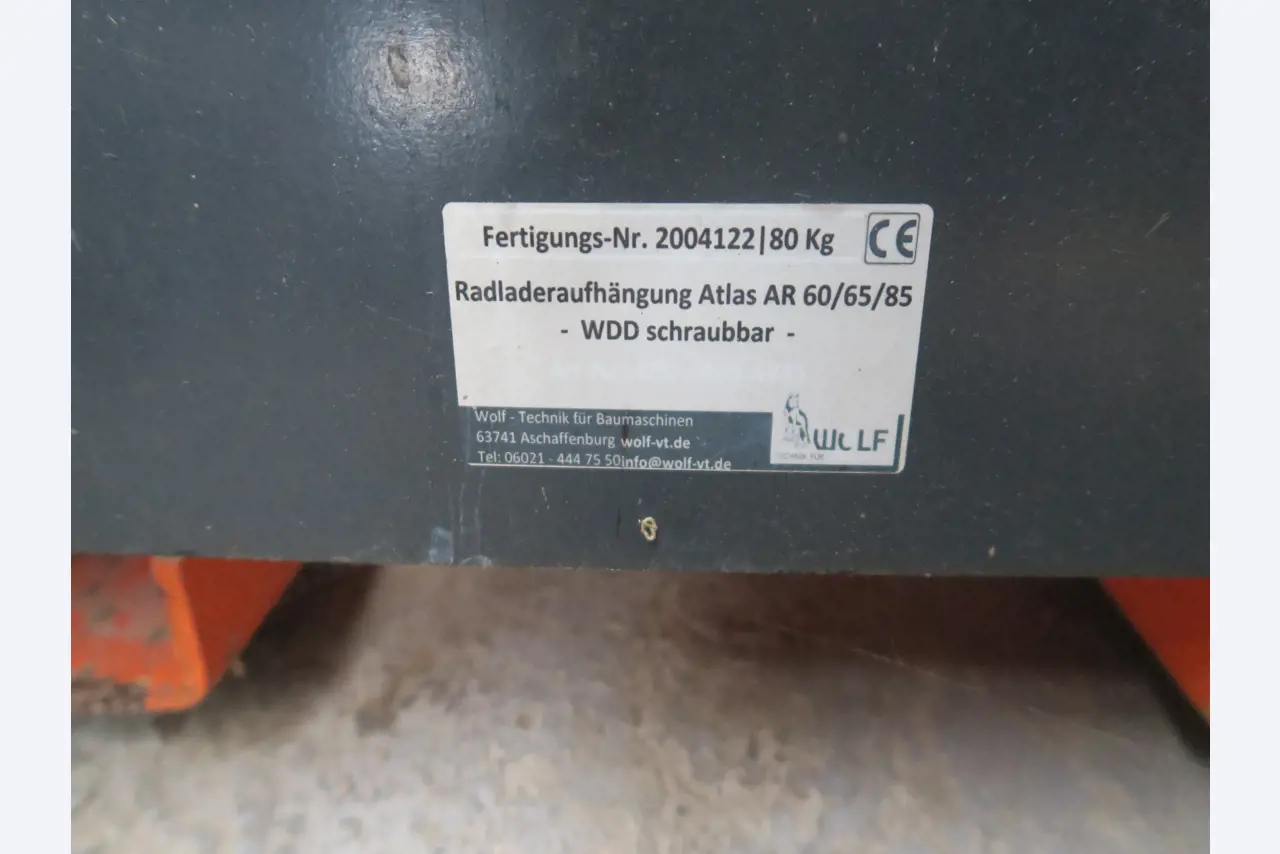 Fertigungs-Nr. 2004122|80 Kg CE
Radladeraufhängung Atlas AR 60/65/85
- WDD schraubbar -
Wolf - Technik für Baumaschinen
63741 Aschaffenburg wolf-vt.de
Tel: 06021 - 444 75 50info@wolf-vt.de
WOLF